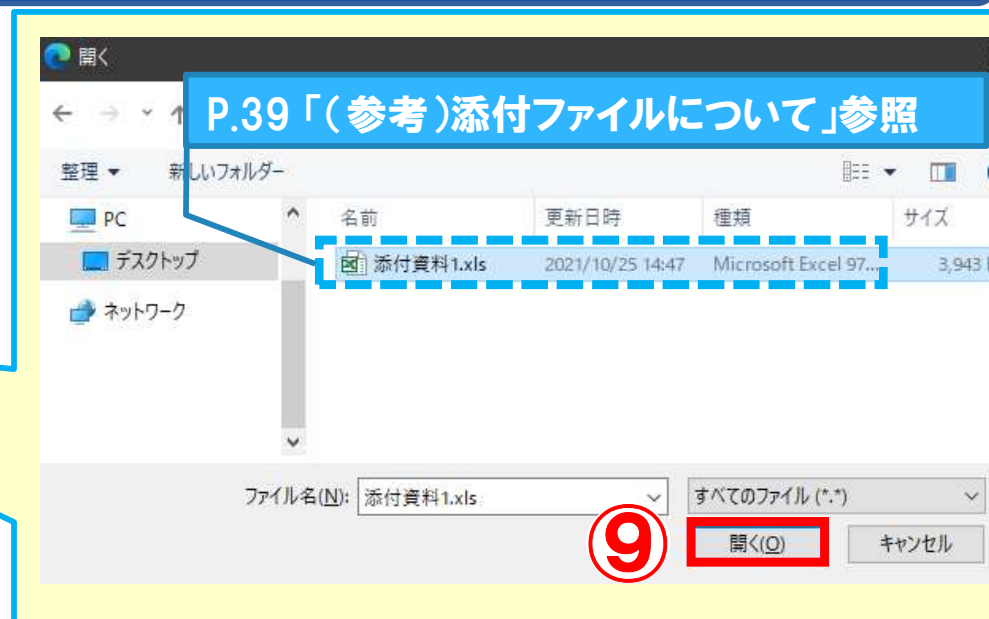 開く
P.39「(参考)添付ファイルについて」参照
整理 新しいフォルダー
名前 更新日時 種類 サイズ
PC
デスクトップ
ネットワーク
添付資料1.xls 2021/10/25 14:47 Microsoft Excel 97... 3,943
ファイル名(N): 添付資料1.xls すべてのファイル (*.*)
⑨ 開く(O) キャンセル